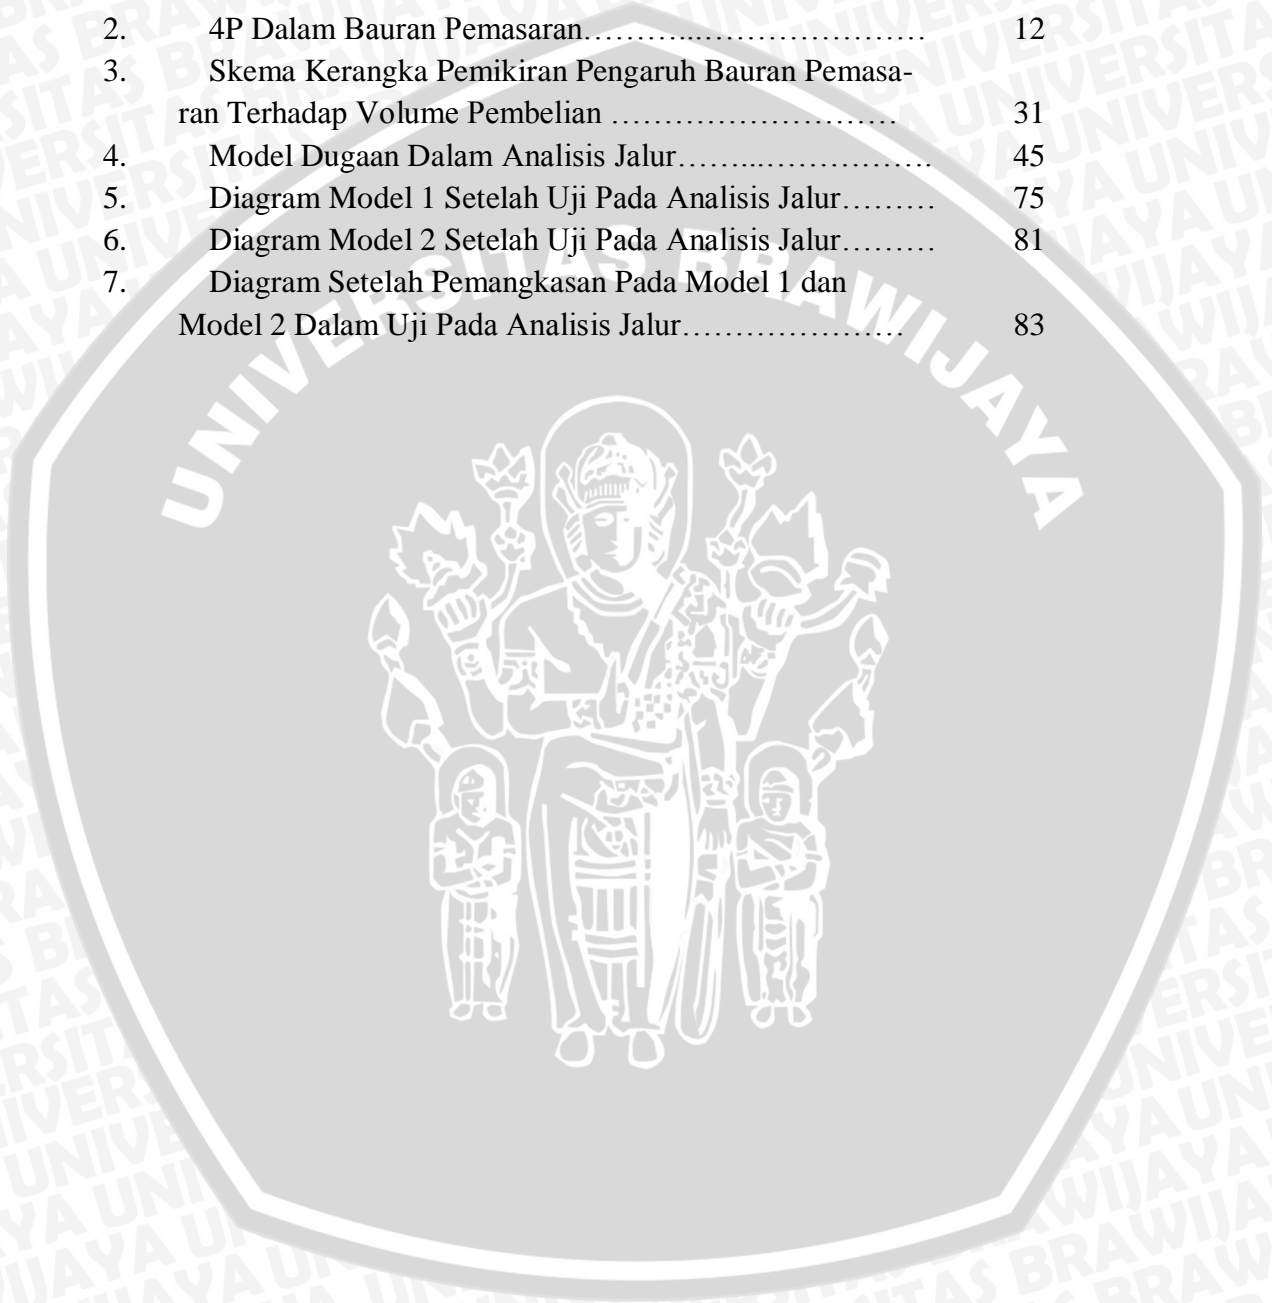 2. 4P Dalam Bauran Pemasaran………...………………… 12
3. Skema Kerangka Pemikiran Pengaruh Bauran Pemasa-
ran Terhadap Volume Pembelian ……………………… 31
4. Model Dugaan Dalam Analisis Jalur……...……………. 45
5. Diagram Model 1 Setelah Uji Pada Analisis Jalur……… 75
6. Diagram Model 2 Setelah Uji Pada Analisis Jalur……… 81
7. Diagram Setelah Pemangkasan Pada Model 1 dan
Model 2 Dalam Uji Pada Analisis Jalur………………… 83
UNIVERSITAS BRAWIJAYA